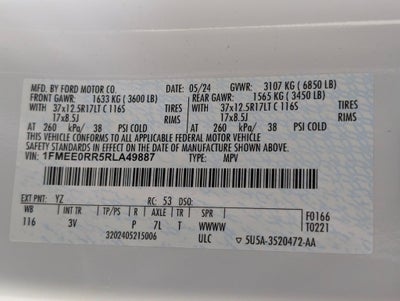 MFD. BY FORD MOTOR CO. 05/24 GVWR: 3107 KG ( 6850 LB)
FRONT GAWR: 1633 KG ( 3600 LB) REAR GAWR: 1565 KG ( 3450 LB)
WITH 37x12.5R17LT C 116S TIRES WITH 37x12.5R17LT C 116S TIRES
17x8.5J RIMS 17x8.5J RIMS
AT 260 kPa/ 38 PSI COLD AT 260 kPa/ 38 PSI COLD
THIS VEHICLE CONFORMS TO ALL APPLICABLE FEDERAL MOTOR VEHICLE
SAFETY STANDARDS IN EFFECT ON THE DATE OF MANUFACTURE SHOWN ABOVE.
VIN: 1FMEE0RR5RLA49887 TYPE: MPV
EXT PNT: YZ RC: 53 DSO:
WB INT TR TP/PS R AXLE TR SPR F0166
116 3V P 7L T WWWW T0221
3202405215006 ULC 5U5A-3520472-AA